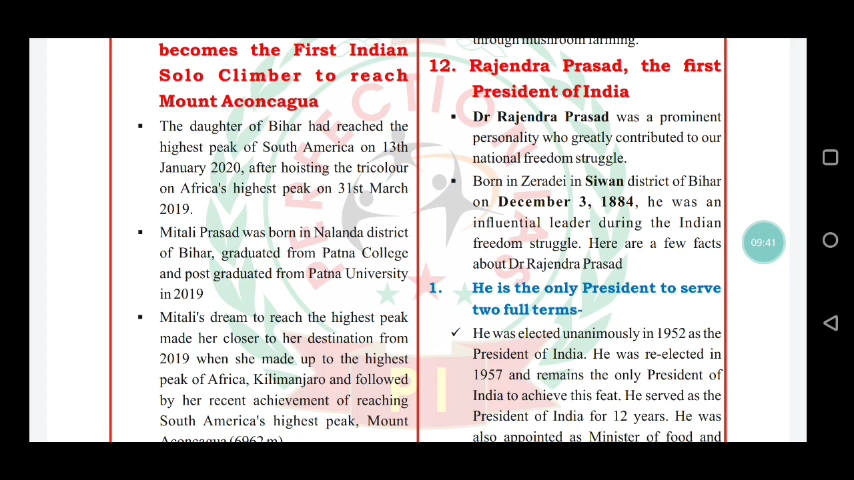 becomes the First Indian
Solo Climber to reach
Mount Aconcagua
▪ The daughter of Bihar had reached the
highest peak of South America on 13th
January 2020, after hoisting the tricolour
on Africa's highest peak on 31st March
2019.
▪ Mitali Prasad was born in Nalanda district
of Bihar, graduated from Patna College
and post graduated from Patna University
in 2019
▪ Mitali's dream to reach the highest peak
made her closer to her destination from
2019 when she made up to the highest
peak of Africa, Kilimanjaro and followed
by her recent achievement of reaching
South America's highest peak, Mount
Aconcagua (6962 m)
through mushroom farming.
12. Rajendra Prasad, the first
President of India
▪ Dr Rajendra Prasad was a prominent
personality who greatly contributed to our
national freedom struggle.
▪ Born in Zeradei in Siwan district of Bihar
on December 3, 1884, he was an
influential leader during the Indian
freedom struggle. Here are a few facts
about Dr Rajendra Prasad
1. He is the only President to serve
two full terms-
✓ He was elected unanimously in 1952 as the
President of India. He was re-elected in
1957 and remains the only President of
India to achieve this feat. He served as the
President of India for 12 years. He was
also appointed as Minister of food and
PERFECTION IAS
PI
09:41